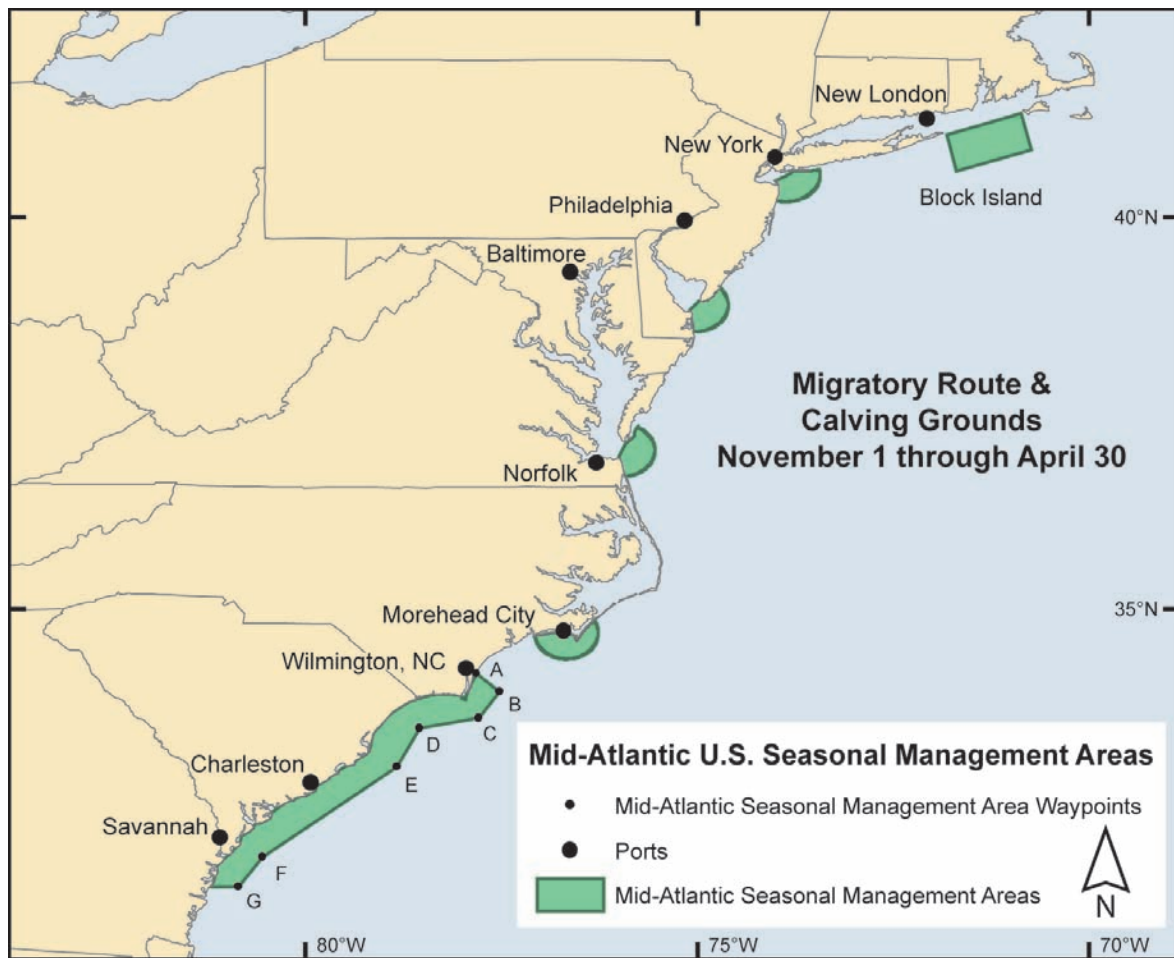 New London
New York
Block Island
Philadelphia
40°N
Baltimore
Migratory Route &
Calving Grounds
November 1 through April 30
Norfolk
Morehead City
35°N
Wilmington, NC
A
B
C
D
E
Charleston
Savannah
F
G
Mid-Atlantic U.S. Seasonal Management Areas
Mid-Atlantic Seasonal Management Area Waypoints
Ports
Mid-Atlantic Seasonal Management Areas
N
80°W
75°W
70°W